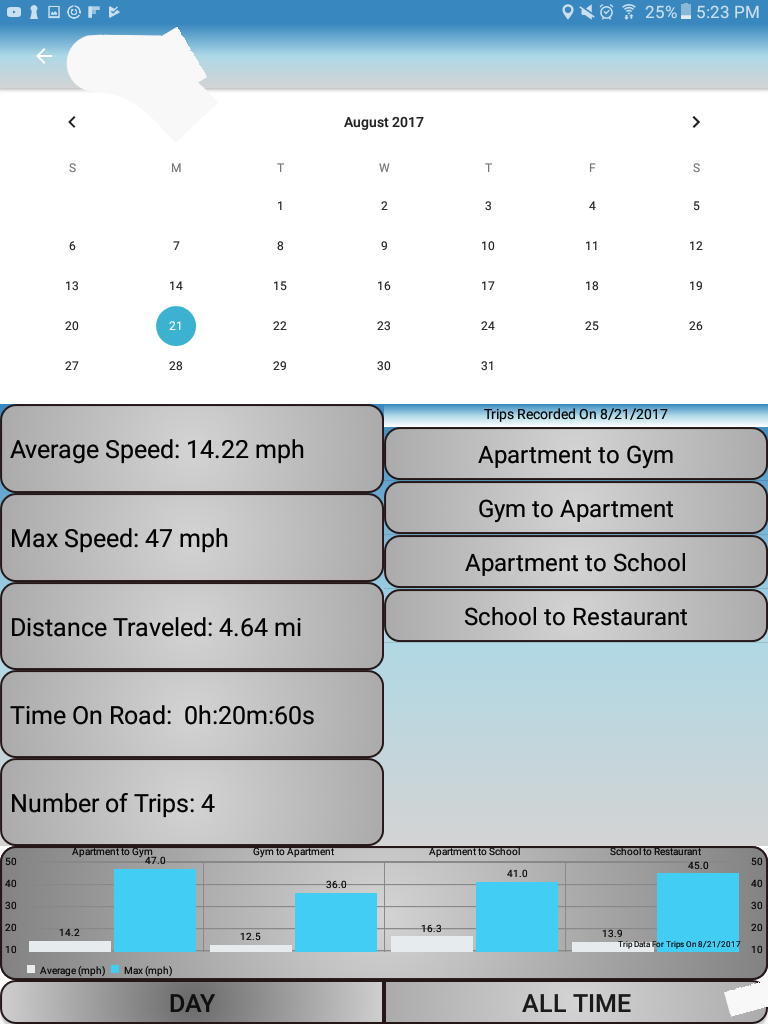 25% 5:23 PM
August 2017
S M T W T F S
1 2 3 4 5
6 7 8 9 10 11 12
13 14 15 16 17 18 19
20 21 22 23 24 25 26
27 28 29 30 31
Average Speed: 14.22 mph
Max Speed: 47 mph
Distance Traveled: 4.64 mi
Time On Road:  0h:20m:60s
Number of Trips: 4
Trips Recorded On 8/21/2017
Apartment to Gym
Gym to Apartment
Apartment to School
School to Restaurant
Apartment to Gym Gym to Apartment Apartment to School School to Restaurant
50 47.0 45.0 50
40 36.0 41.0 40
30 30
20 14.2 12.5 16.3 13.9 20
10 Trip Data For Trips On 8/21/2017 10
Average (mph) Max (mph)
DAY ALL TIME